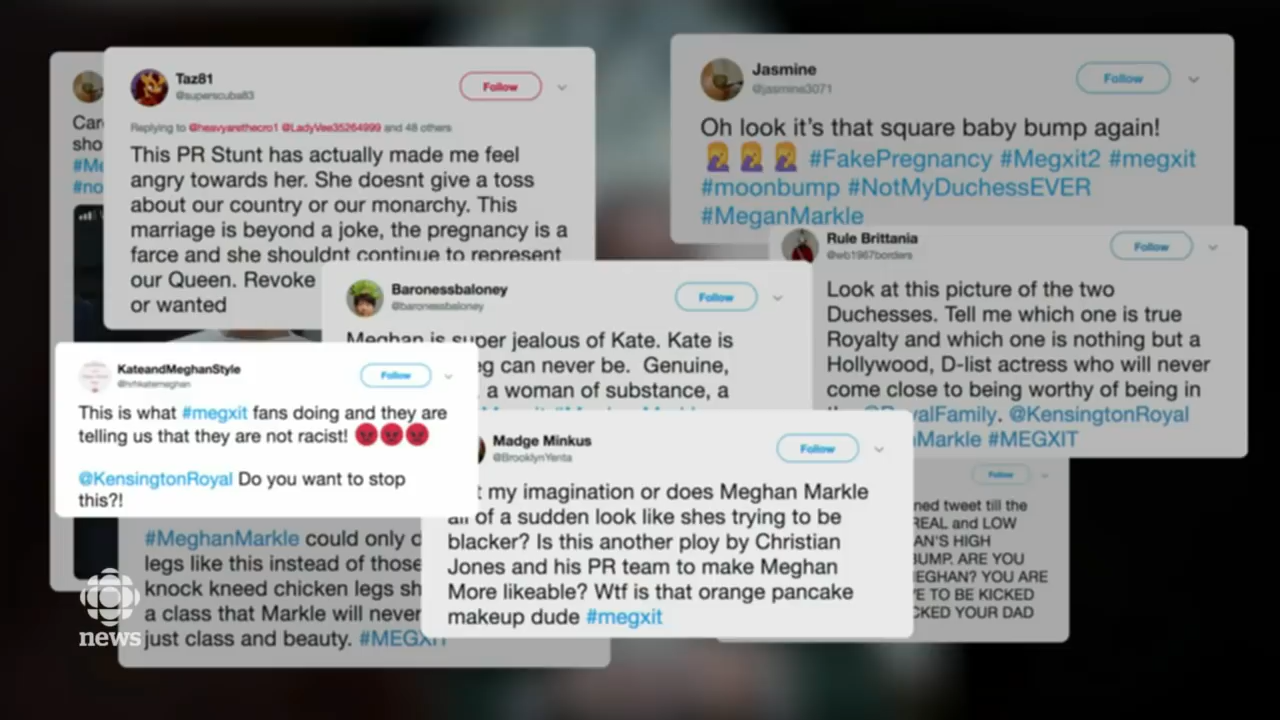 Taz81
@superscuba83
Follow
Replying to @heavyarethecro1 @LadyVee35264999 and 48 others
This PR Stunt has actually made me feel
angry towards her. She doesnt give a toss
about our country or our monarchy. This
marriage is beyond a joke, the pregnancy is a
farce and she shouldnt continue to represent
our Queen. Revoke
or wanted
Jasmine
@jasmine3071
Follow
Oh look it's that square baby bump again!
🤦‍♀️ 🤦‍♀️ 🤦‍♀️ #FakePregnancy #Megxit2 #megxit
#moonbump #NotMyDuchessEVER
#MeganMarkle
Rule Brittania
@wb1967borders
Follow
Look at this picture of the two
Duchesses. Tell me which one is true
Royalty and which one is nothing but a
Hollywood, D-list actress who will never
come close to being worthy of being in
@KensingtonRoyal
#MEGXIT
Baronessbaloney
@baronessbaloney
Follow
Meghan is super jealous of Kate. Kate is
can never be. Genuine,
a woman of substance, a
KateandMeghanStyle
@hrhkatemeghan
Follow
This is what #megxit fans doing and they are
telling us that they are not racist! 😡😡😡
@KensingtonRoyal Do you want to stop
this?!
Madge Minkus
@BrooklynYenta
Follow
my imagination or does Meghan Markle
all of a sudden look like shes trying to be
blacker? Is this another ploy by Christian
Jones and his PR team to make Meghan
More likeable? Wtf is that orange pancake
makeup dude #megxit
#MeghanMarkle could only
legs like this instead of those
knock kneed chicken legs
a class that Markle will never
just class and beauty. #MEGXIT
Follow
tweet till the
REAL and LOW
HIGH
BUMP. ARE YOU
MEGHAN? YOU ARE
TO BE KICKED
YOUR DAD
news